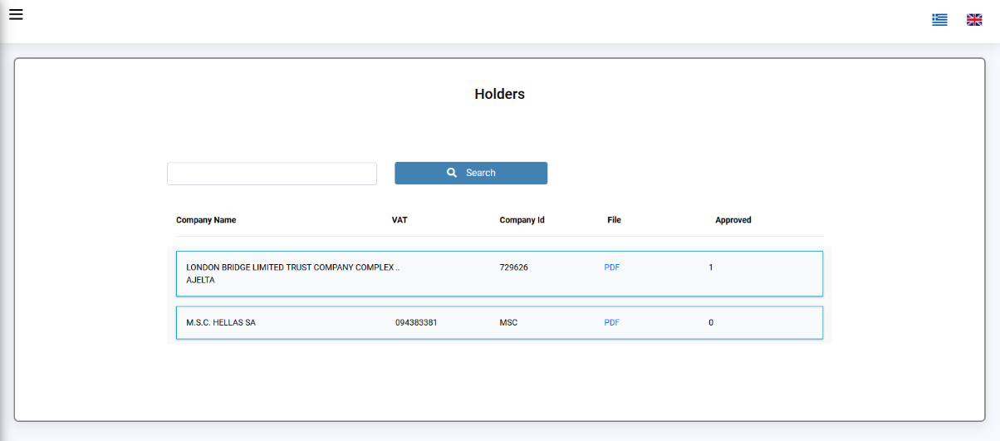 Holders
Search
Company Name VAT Company Id File Approved
LONDON BRIDGE LIMITED TRUST COMPANY COMPLEX .. 729626 PDF 1
AJELTA
M.S.C. HELLAS SA 094383381 MSC PDF 0